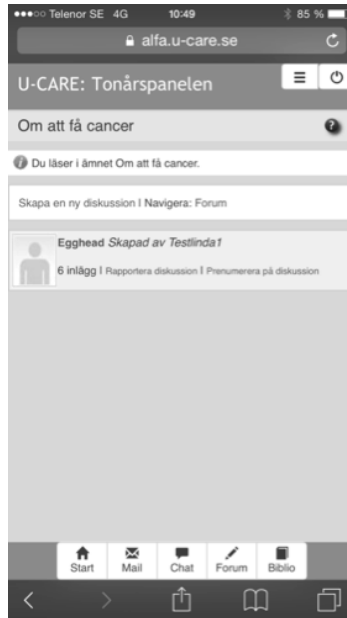 Telenor SE 4G 10:49 85 %
alfa.u-care.se
U-CARE: Tonårspanelen
Om att få cancer
Du läser i ämnet Om att få cancer.
Skapa en ny diskussion | Navigera: Forum
Egghead Skapad av Testlinda1
6 inlägg | Rapportera diskussion | Prenumerera på diskussion
Start Mail Chat Forum Biblio